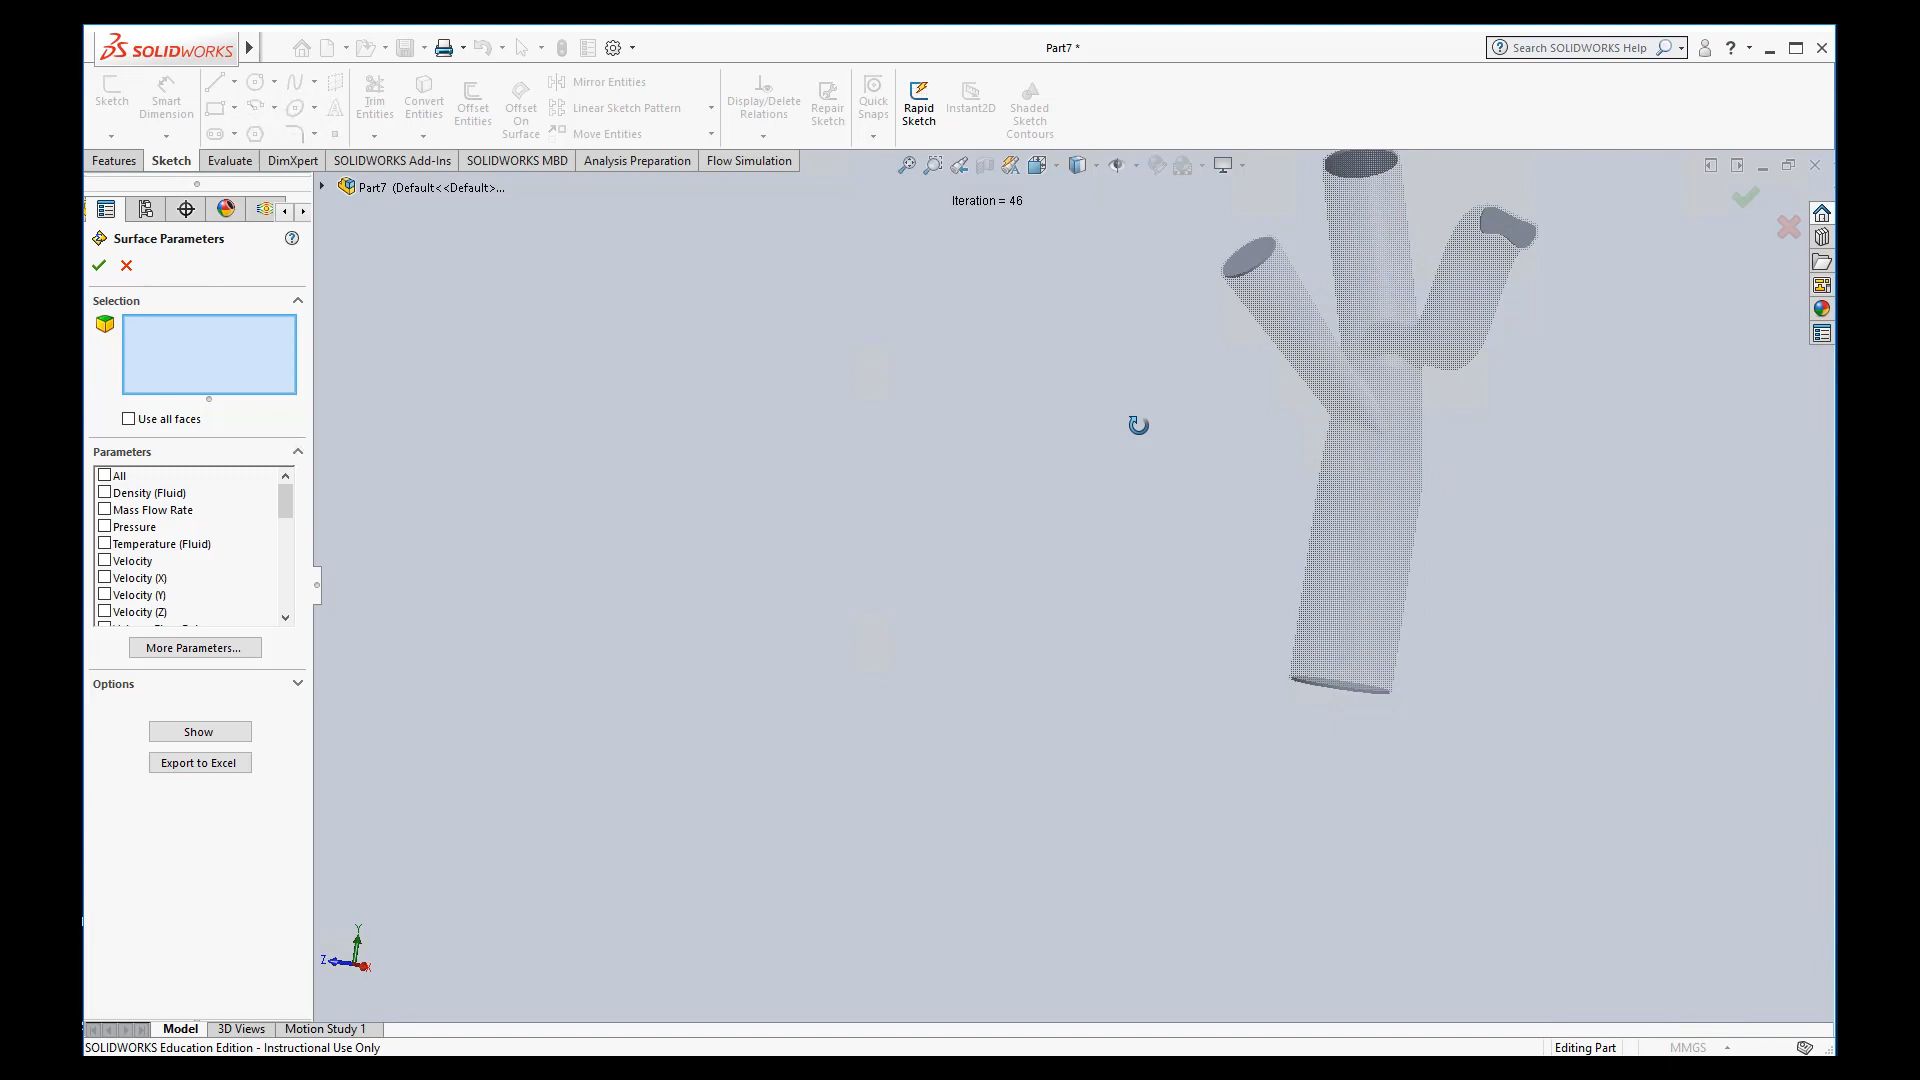 SOLIDWORKS
Part7 *
Search SOLIDWORKS Help
?
Sketch
Smart Dimension
Trim Entities
Convert Entities
Offset Entities
Offset On Surface
Mirror Entities
Linear Sketch Pattern
Move Entities
Display/Delete Relations
Repair Sketch
Quick Snaps
Rapid Sketch
Instant2D
Shaded Sketch Contours
Features
Sketch
Evaluate
DimXpert
SOLIDWORKS Add-Ins
SOLIDWORKS MBD
Analysis Preparation
Flow Simulation
Part7 (Default<<Default>...
Iteration = 46
Surface Parameters
?
Selection
Use all faces
Parameters
All
Density (Fluid)
Mass Flow Rate
Pressure
Temperature (Fluid)
Velocity
Velocity (X)
Velocity (Y)
Velocity (Z)
More Parameters...
Options
Show
Export to Excel
Y
Z
X
Model
3D Views
Motion Study 1
SOLIDWORKS Education Edition - Instructional Use Only
Editing Part
MMGS